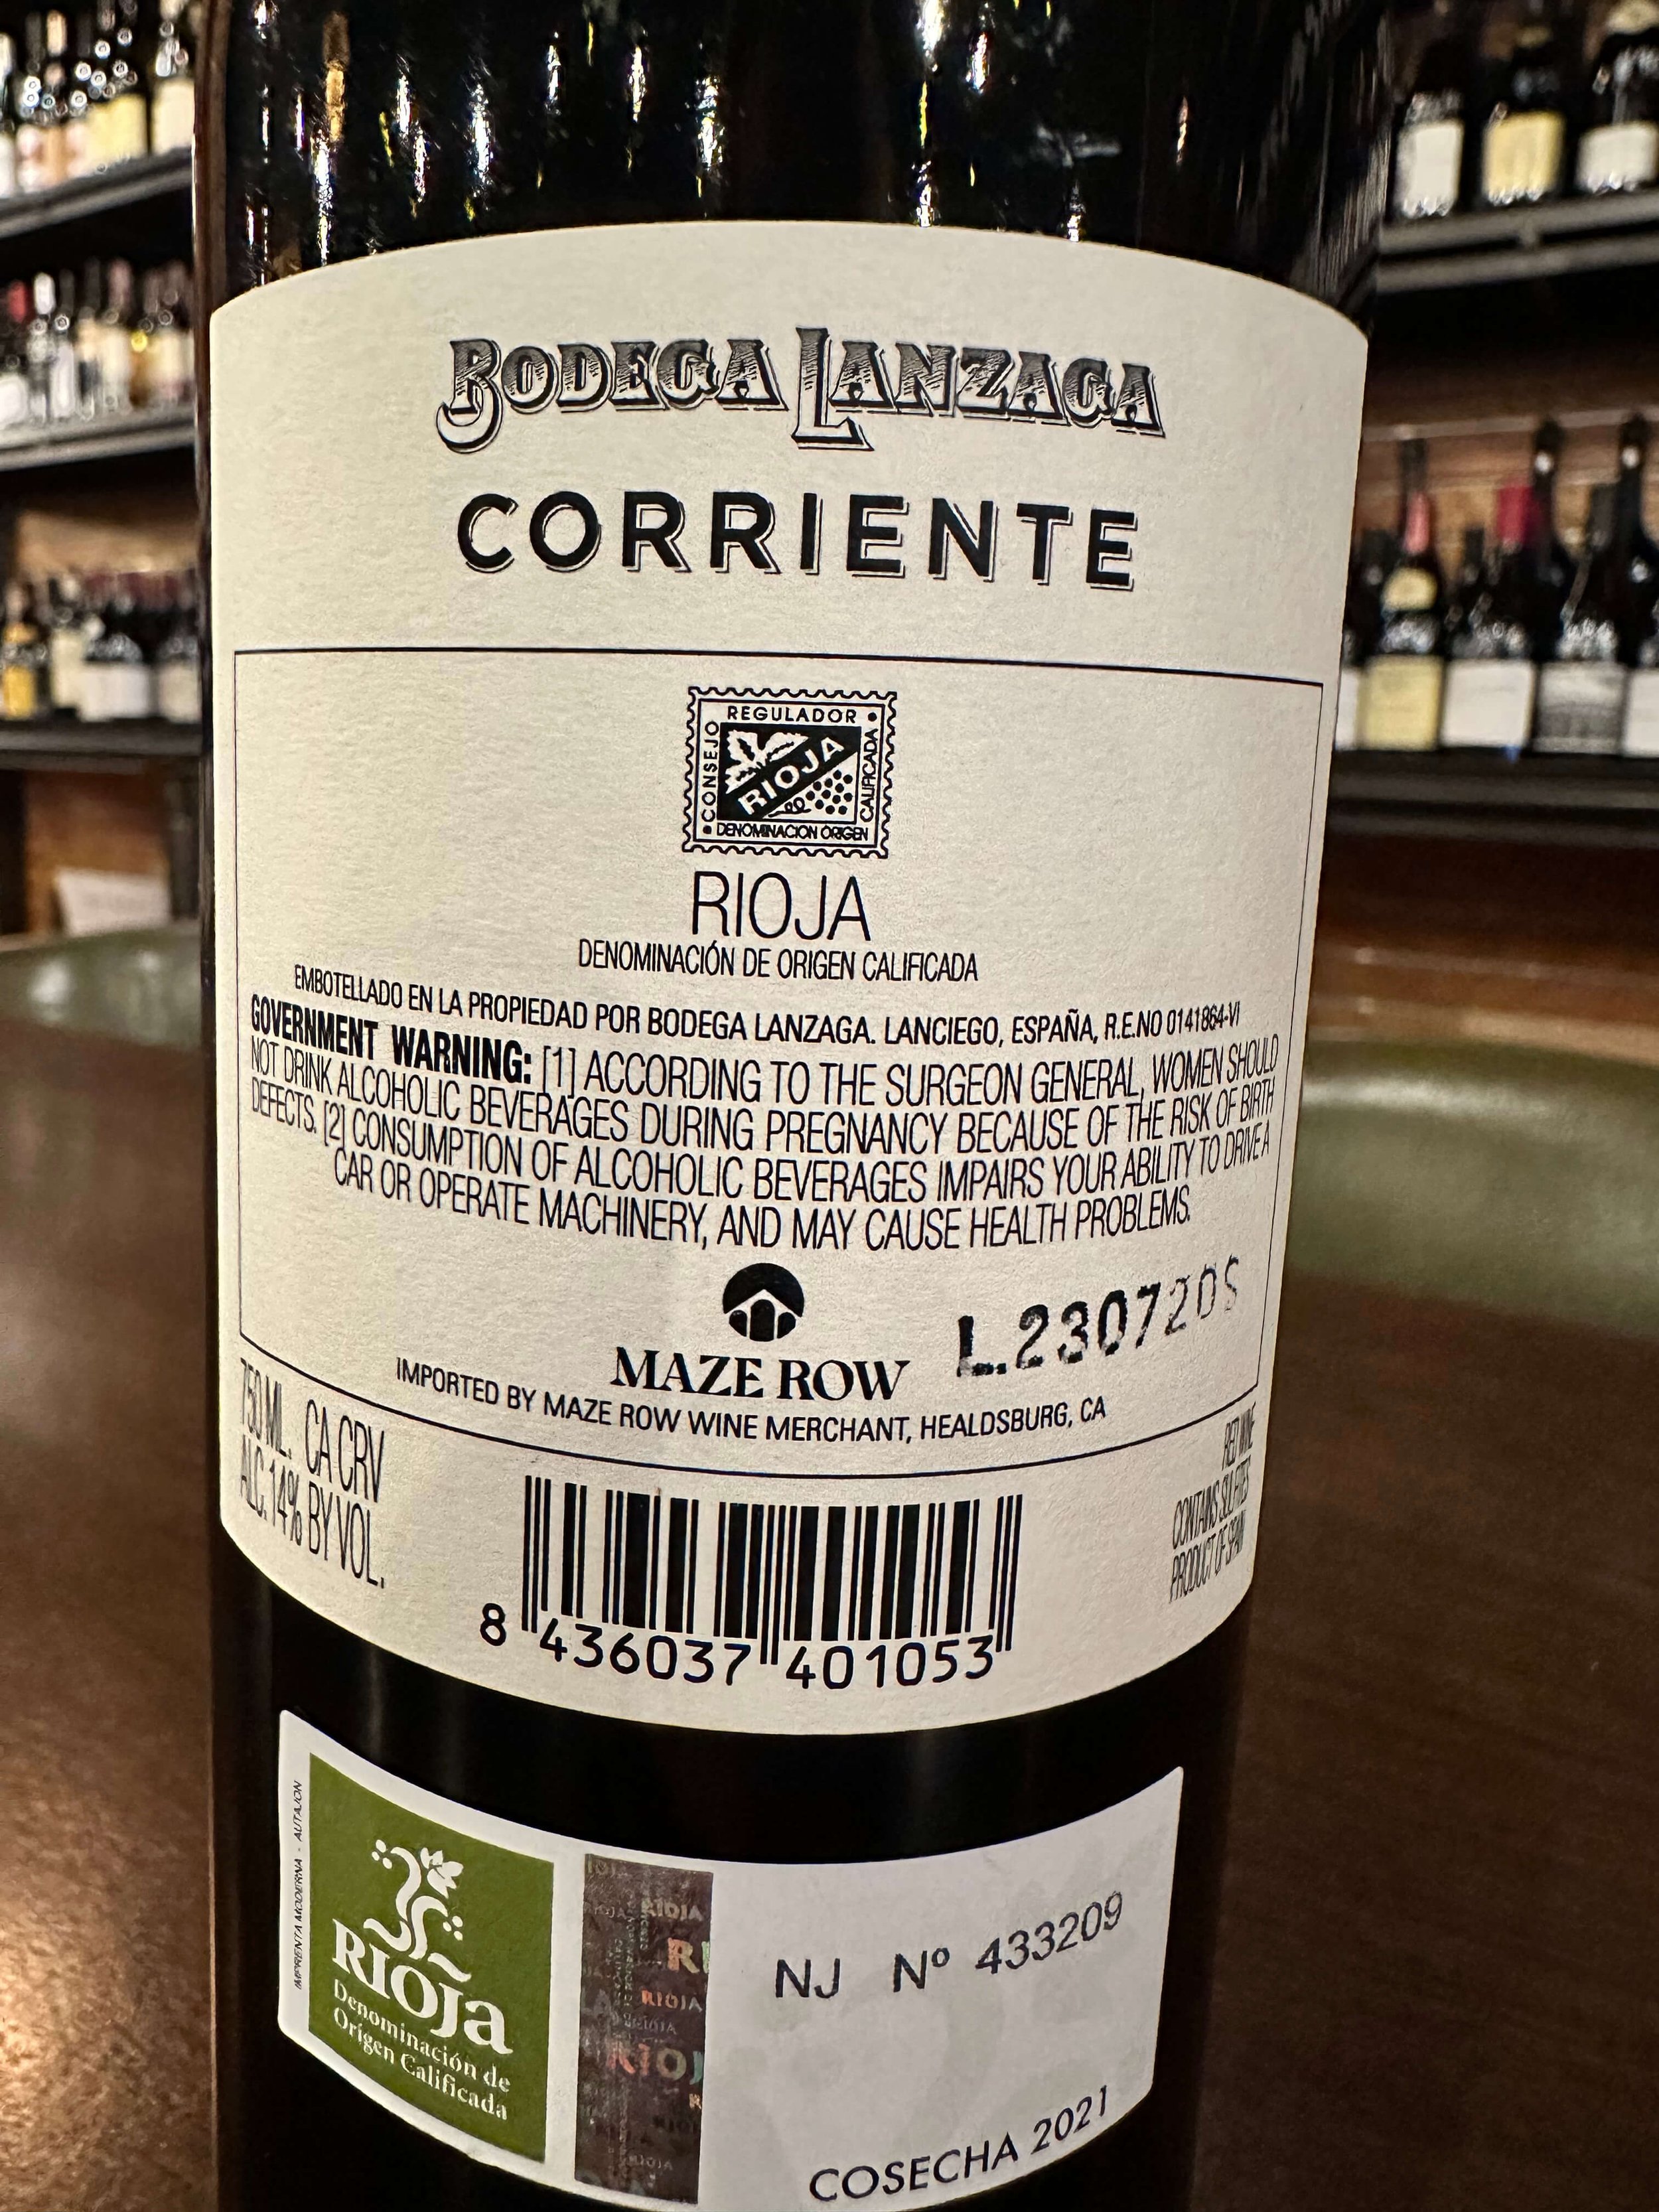 BODEGA LANZAGA
CORRIENTE
REGULADOR
CONSEJO
RIOJA
CALIFICADA
DENOMINACION ORIGEN
RIOJA
DENOMINACIÓN DE ORIGEN CALIFICADA
EMBOTELLADO EN LA PROPIEDAD POR BODEGA LANZAGA. LANCIEGO, ESPAÑA, R.E.NO 0141864-VI
GOVERNMENT WARNING: [1] ACCORDING TO THE SURGEON GENERAL, WOMEN SHOULD
NOT DRINK ALCOHOLIC BEVERAGES DURING PREGNANCY BECAUSE OF THE RISK OF BIRTH
DEFECTS. [2] CONSUMPTION OF ALCOHOLIC BEVERAGES IMPAIRS YOUR ABILITY TO DRIVE A
CAR OR OPERATE MACHINERY, AND MAY CAUSE HEALTH PROBLEMS.
L.230720S
MAZE ROW
IMPORTED BY MAZE ROW WINE MERCHANT, HEALDSBURG, CA
750 ML. CA CRV
ALC. 14% BY VOL.
RED WINE
CONTAINS SULFITES
PRODUCT OF SPAIN
8 436037 401053
IMPRENTA MODERNA - AUTAJON
RIOJa
Denominación de
Origen Calificada
RIOJA
RIOJA
NJ Nº 433209
COSECHA 2021